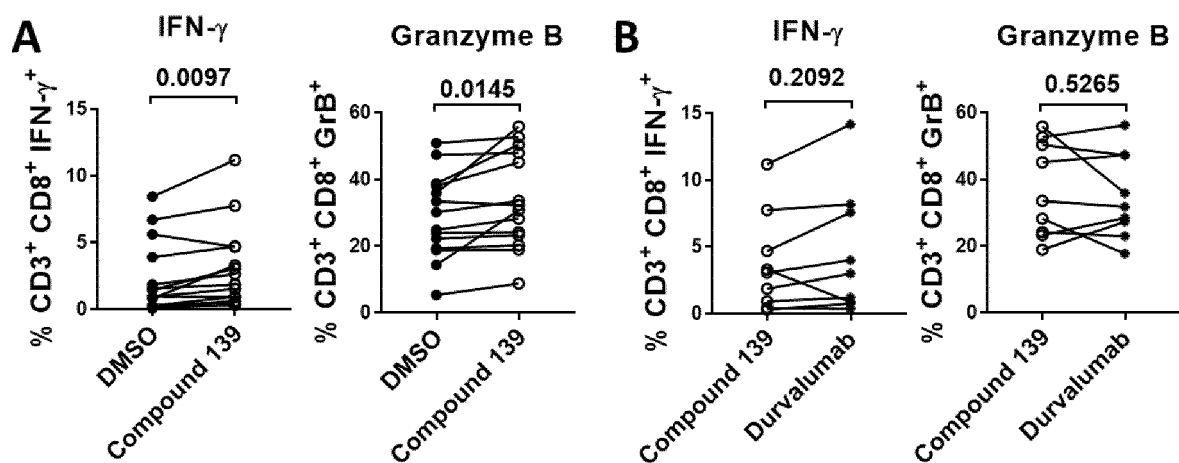 A
IFN-γ
0.0097
% CD3+ CD8+ IFN-γ+
15
10
5
0
DMSO
Compound 139
Granzyme B
0.0145
% CD3+ CD8+ GrB+
60
40
20
0
DMSO
Compound 139
B
IFN-γ
0.2092
% CD3+ CD8+ IFN-γ+
15
10
5
0
Compound 139
Durvalumab
Granzyme B
0.5265
% CD3+ CD8+ GrB+
60
40
20
0
Compound 139
Durvalumab